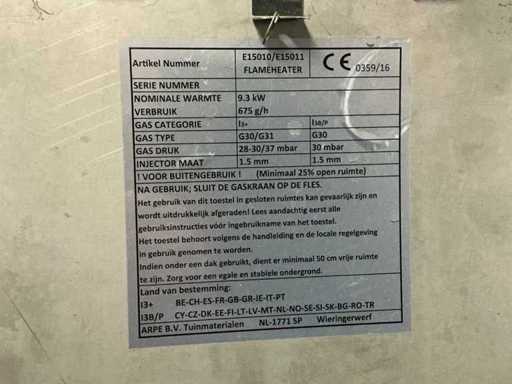 Artikel Nummer E15010/E15011 FLAMEHEATER CE 0359/16
SERIE NUMMER
NOMINALE WARMTE 9.3 kW
VERBRUIK 675 g/h
GAS CATEGORIE I3+ I3B/P
GAS TYPE G30/G31 G30
GAS DRUK 28-30/37 mbar 30 mbar
INJECTOR MAAT 1.5 mm 1.5 mm
! VOOR BUITENGEBRUIK ! (Minimaal 25% open ruimte)
NA GEBRUIK; SLUIT DE GASKRAAN OP DE FLES.
Het gebruik van dit toestel in gesloten ruimtes kan gevaarlijk zijn en
wordt uitdrukkelijk afgeraden! Lees aandachtig eerst alle
gebruiksinstructies vóór ingebruikname van het toestel.
Het toestel behoort volgens de handleiding en de locale regelgeving
in gebruik genomen te worden.
Indien onder een dak gebruikt, dient er minimaal 50 cm vrije ruimte
te zijn. Zorg voor een egale en stabiele ondergrond.
Land van bestemming:
I3+ BE-CH-ES-FR-GB-GR-IE-IT-PT
I3B/P CY-CZ-DK-EE-FI-LT-LV-MT-NL-NO-SE-SI-SK-BG-RO-TR
ARPE B.V. Tuinmaterialen NL-1771 SP Wieringerwerf